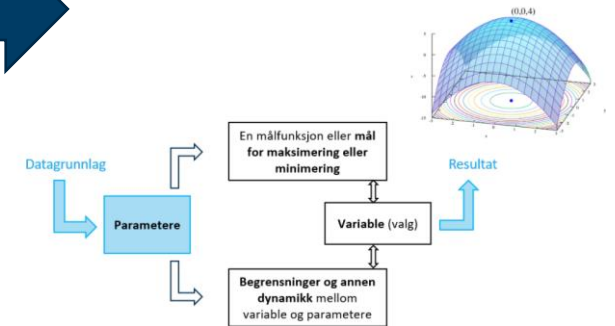 (0,0,4)
En målfunksjon eller mål
for maksimering eller
minimering
Datagrunnlag
Resultat
Parametere
Variable (valg)
Begrensninger og annen
dynamikk mellom
variable og parametere